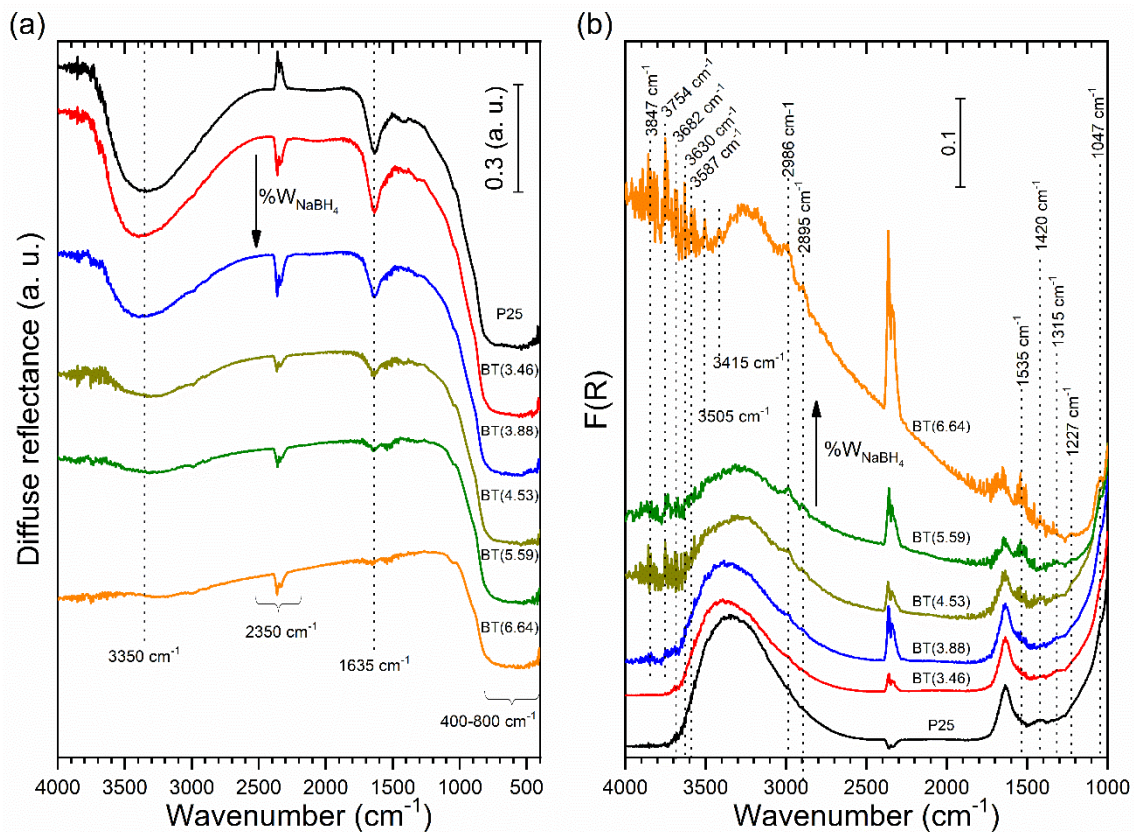 (a)
Diffuse reflectance (a. u.)
0.3 (a. u.)
%W_NaBH4
P25
BT(3.46)
BT(3.88)
BT(4.53)
BT(5.59)
BT(6.64)
2350 cm⁻¹
3350 cm⁻¹
1635 cm⁻¹
400-800 cm⁻¹
4000 3500 3000 2500 2000 1500 1000 500
Wavenumber (cm⁻¹)
(b)
F(R)
3847 cm⁻¹
3754 cm⁻¹
3682 cm⁻¹
3630 cm⁻¹
3587 cm⁻¹
2986 cm⁻¹
2895 cm⁻¹
0.1
1047 cm⁻¹
1420 cm⁻¹
1315 cm⁻¹
1535 cm⁻¹
1227 cm⁻¹
3415 cm⁻¹
3505 cm⁻¹
%W_NaBH4
BT(6.64)
BT(5.59)
BT(4.53)
BT(3.88)
BT(3.46)
P25
4000 3500 3000 2500 2000 1500 1000
Wavenumber (cm⁻¹)